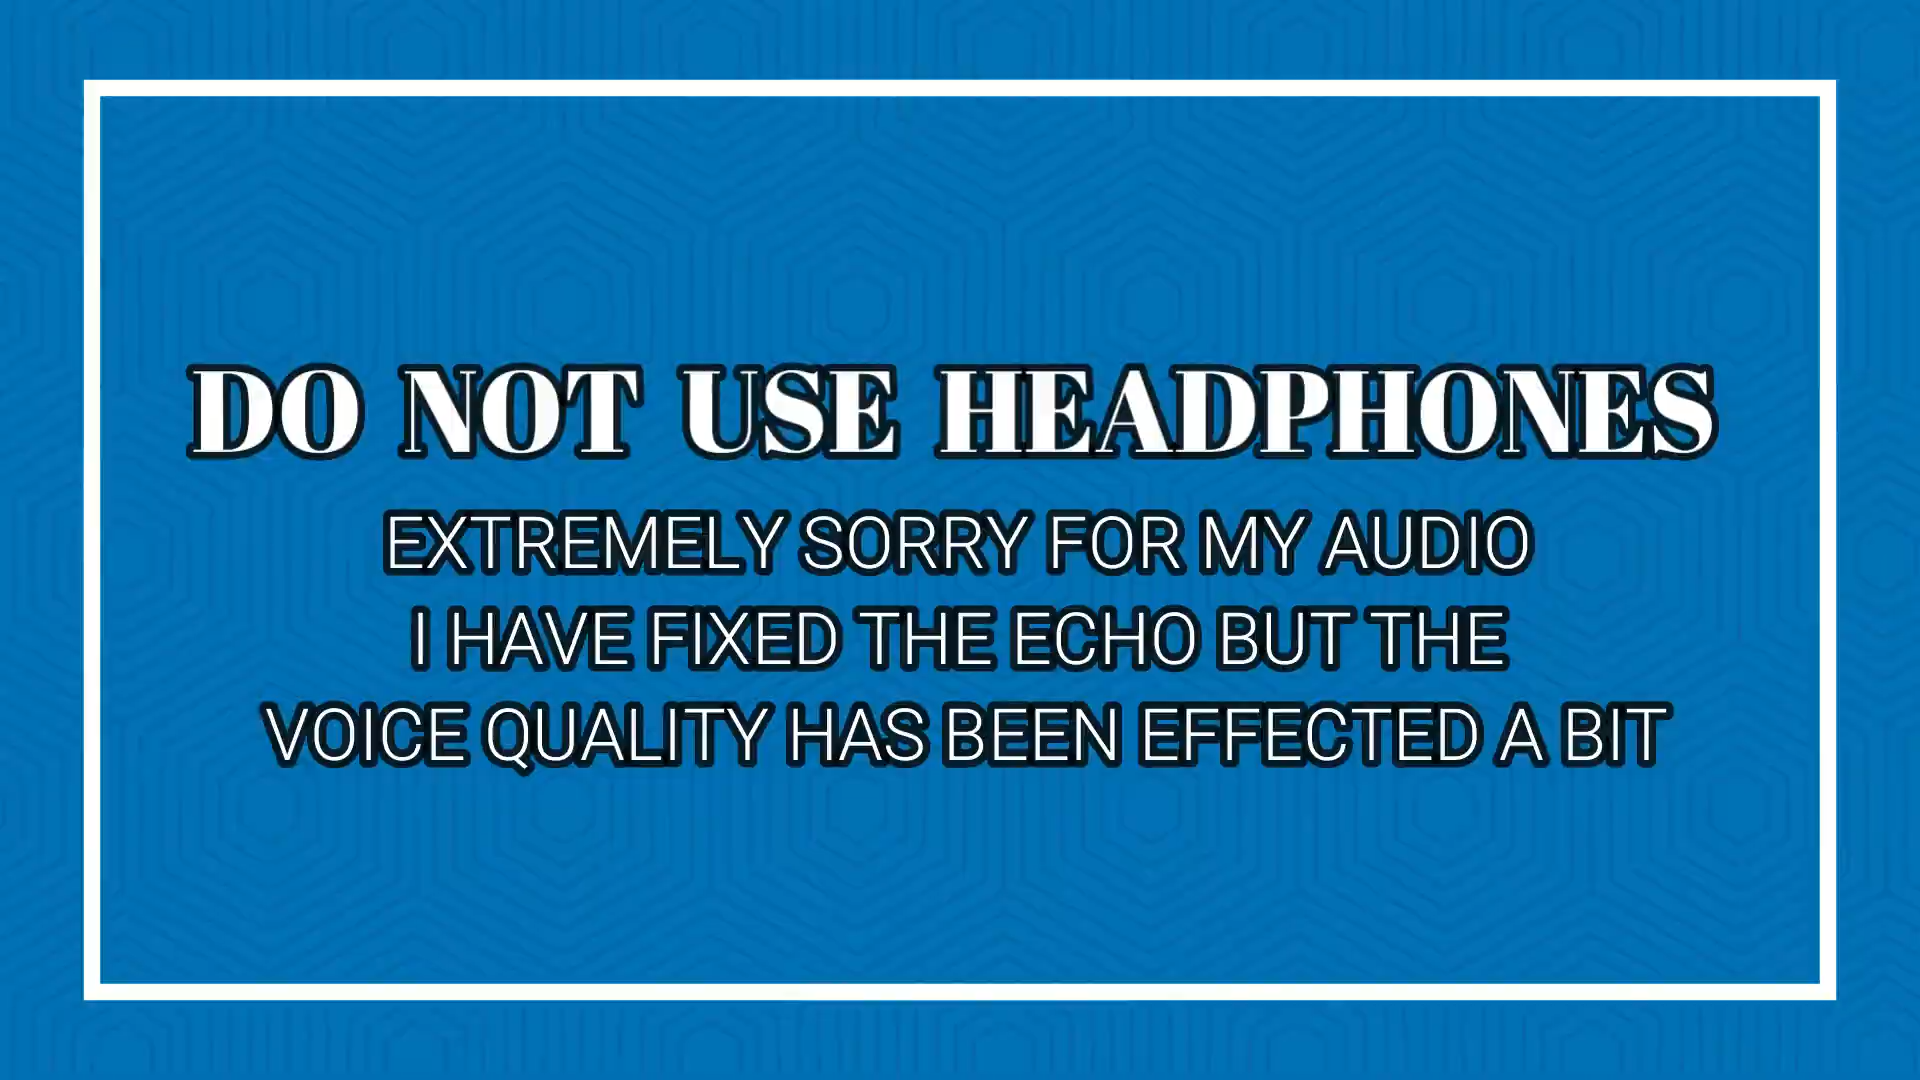 DO NOT USE HEADPHONES
EXTREMELY SORRY FOR MY AUDIO
I HAVE FIXED THE ECHO BUT THE
VOICE QUALITY HAS BEEN EFFECTED A BIT